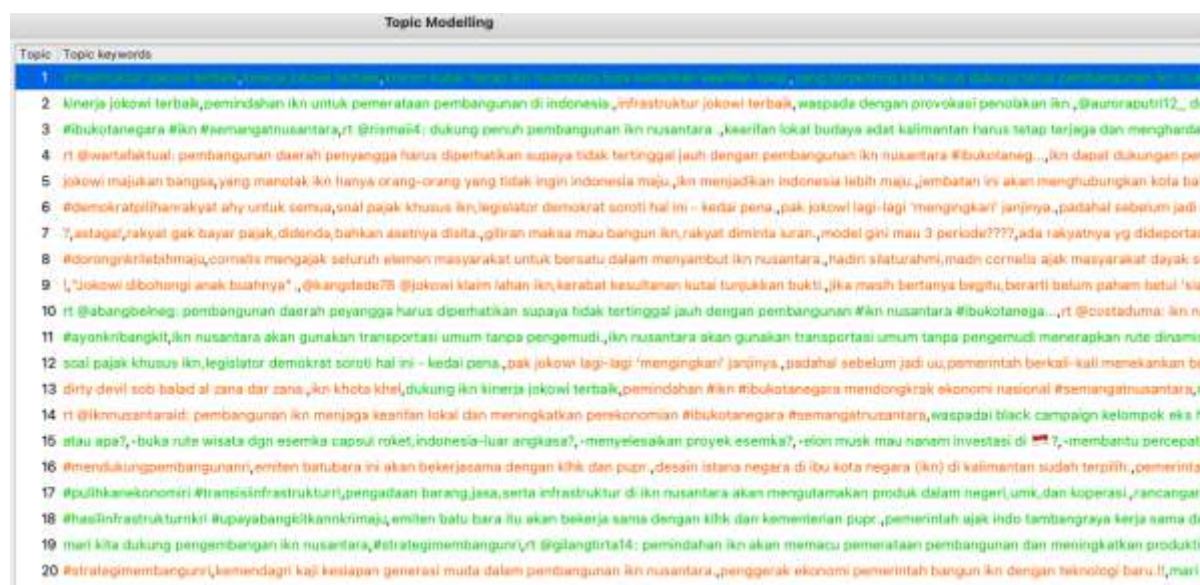 Topic Modelling
Topic Topic keywords
1 infrastruktur jokowi terbaik,kinerja jokowi terbaik,
2 kinerja jokowi terbaik,pemindahan ikn untuk pemerataan pembangunan di indonesia.,infrastruktur jokowi terbaik,waspada dengan provokasi penolakan ikn.,@auroraputri12_ d
3 #ibukotanegara #ikn #semangatnusantara,rt @rismaii4: dukung penuh pembangunan ikn nusantara .,kearifan lokal budaya adat kalimantan harus tetap terjaga dan mengharda
4 rt @wartafaktual: pembangunan daerah penyangga harus diperhatikan supaya tidak tertinggal jauh dengan pembangunan ikn nusantara #ibukotaneg...,ikn dapat dukungan pe
5 jokowi majukan bangsa,yang manolak ikn hanya orang-orang yang tidak ingin indonesia maju.,ikn menjadikan indonesia lebih maju.,jembatan ini akan menghubungkan kota ba
6 #demokratpilihanrakyat ahy untuk semua,soal pajak khusus ikn,legislator demokrat soroti hal ini – kedai pena.,pak jokowi lagi-lagi 'mengingkari' janjinya.,padahal sebelum jadi
7 ?,astaga!,rakyat gak bayar pajak,didenda,bahkan asetnya disita.,giliran maksa mau bangun ikn,rakyat diminta iuran.,model gini mau 3 periode????,ada rakyatnya yg dideportas
8 #dorongnkrilebihmaju,cornelis mengajak seluruh elemen masyarakat untuk bersatu dalam menyambut ikn nusantara.,hadiri silaturahmi,madn cornelis ajak masyarakat dayak s
9 !,"Jokowi dibohongi anak buahnya" .,@kangdede78 @jokowi klaim lahan ikn,kerabat kesultanan kutai tunjukkan bukti.,jika masih bertanya begitu,berarti belum paham betul 'si
10 rt @abangbelneg: pembangunan daerah peyangga harus diperhatikan supaya tidak tertinggal jauh dengan pembangunan #ikn nusantara #ibukotanega...,rt @costaduma: ikn n
11 #ayonkribangkit,ikn nusantara akan gunakan transportasi umum tanpa pengemudi.,ikn nusantara akan gunakan transportasi umum tanpa pengemudi menerapkan rute dinamis
12 soal pajak khusus ikn,legislator demokrat soroti hal ini - kedai pena.,pak jokowi lagi-lagi 'mengingkari' janjinya.,padahal sebelum jadi uu,pemerintah berkali-kali menekankan b
13 dirty devil sob balad al zana dar zana.,ikn khota khel,dukung ikn kinerja jokowi terbaik,pemindahan #ikn #ibukotanegara mendongkrak ekonomi nasional #semangatnusantara,
14 rt @iknnusantaraid: pembangunan ikn menjaga kearifan lokal dan meningkatkan perekonomian #ibukotanegara #semangatnusantara,waspadai black campaign kelompok eks h
15 atau apa?,-buka rute wisata dgn esemka capsul roket,indonesia-luar angkasa?,-menyelesaikan proyek esemka?,-elon musk mau nanam investasi di ?,-membantu percepat
16 #mendukungpembangunann,emiten batubara ini akan bekerjasama dengan klhk dan pupr.,desain istana negara di ibu kota negara (ikn) di kalimantan sudah terpilih.,pemerinta
17 #pulihkanekonomiri #transisiinfrastrukturri,pengadaan barang,jasa,serta infrastruktur di ikn nusantara akan mengutamakan produk dalam negeri,umk,dan koperasi.,rancangan
18 #hasilinfrastrukturnkri #upayabangkitkannkrimaju,emiten batu bara itu akan bekerja sama dengan klhk dan kementerian pupr.,pemerintah ajak indo tambangraya kerja sama d
19 mari kita dukung pengembangan ikn nusantara,#strategimembangunri,rt @gilangtirta14: pemindahan ikn akan memacu pemerataan pembangunan dan meningkatkan produkti
20 #strategimembangunri,kemendagri kaji kesiapan generasi muda dalam pembangunan ikn nusantara.,penggerak ekonomi pemerintah bangun ikn dengan teknologi baru.!!,mari